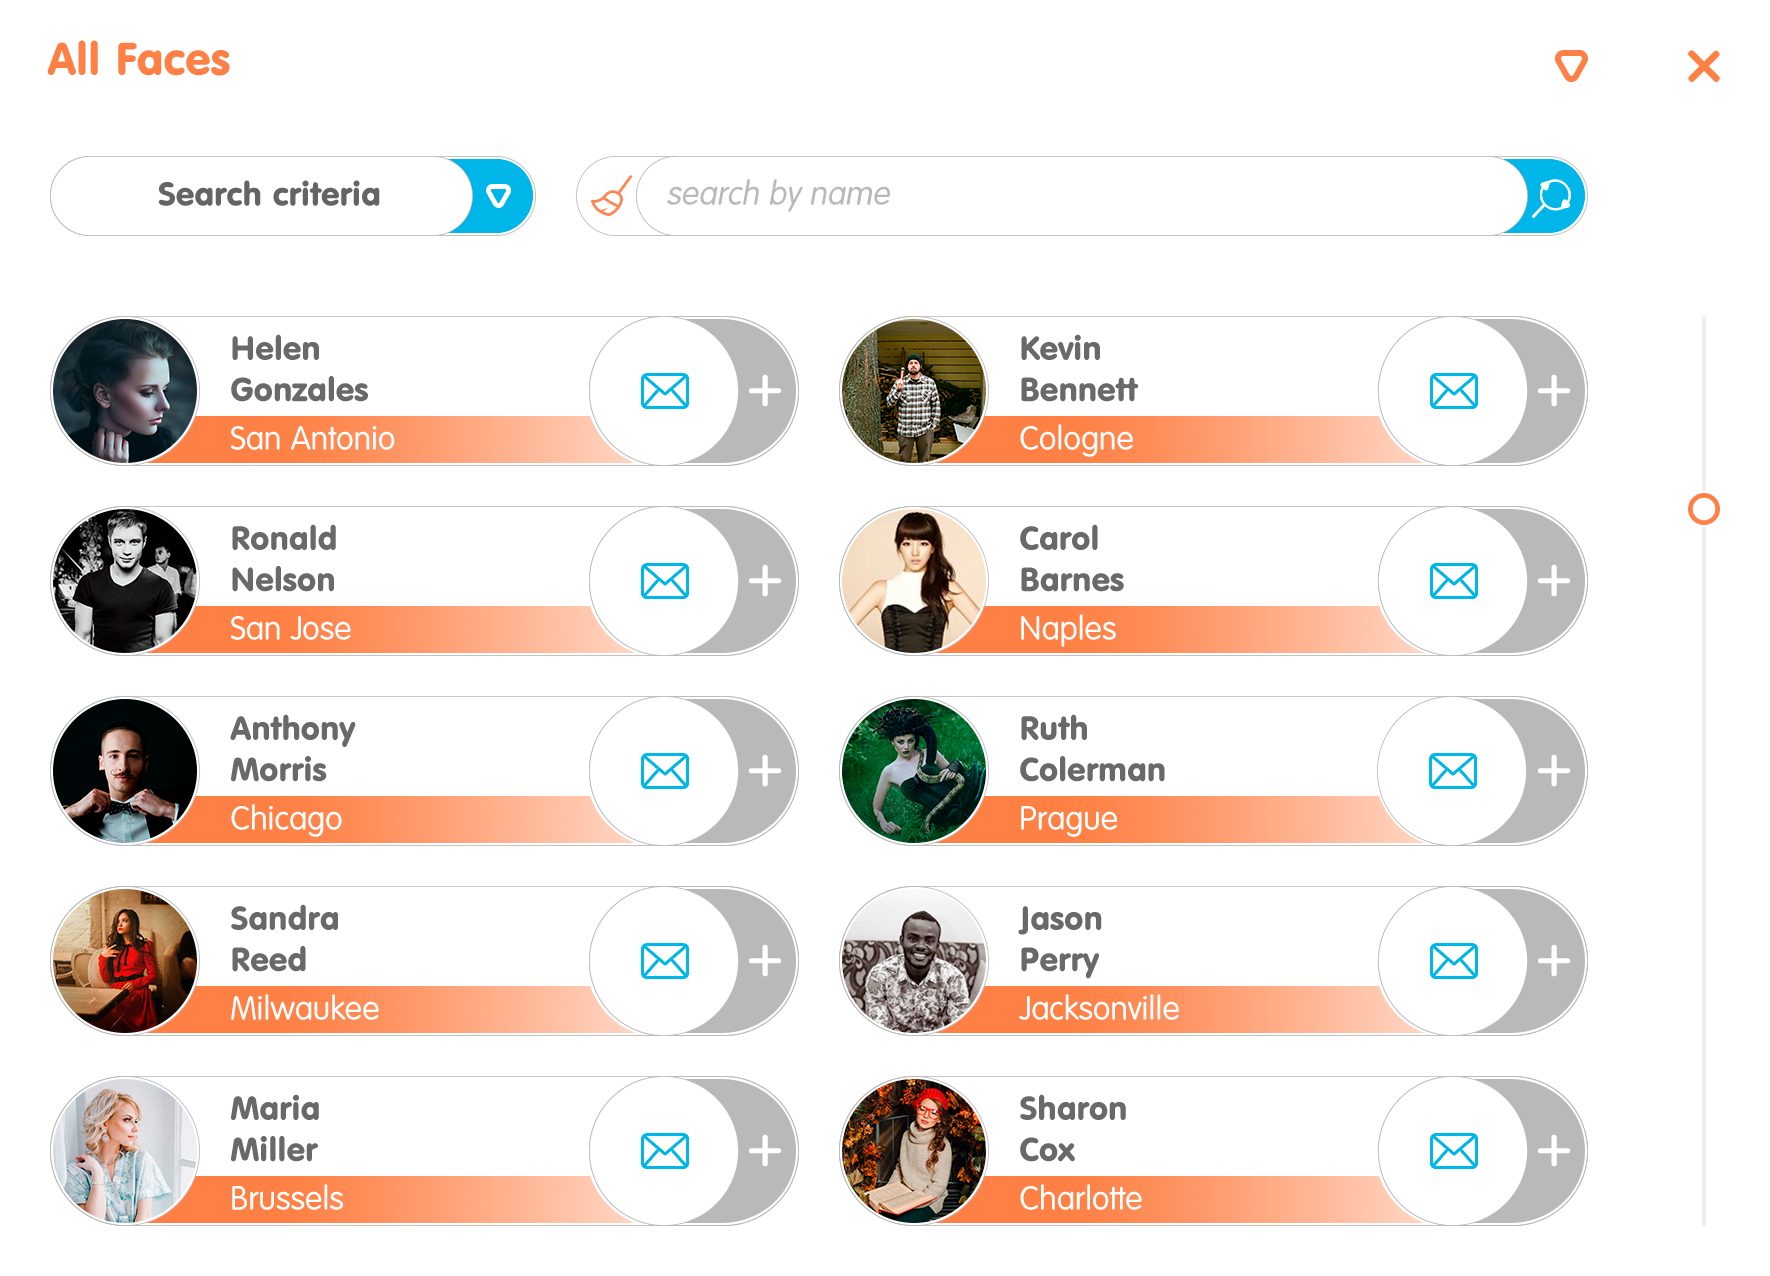 All Faces
Search criteria
search by name
Helen
Gonzales
San Antonio
Kevin
Bennett
Cologne
Ronald
Nelson
San Jose
Carol
Barnes
Naples
Anthony
Morris
Chicago
Ruth
Colerman
Prague
Sandra
Reed
Milwaukee
Jason
Perry
Jacksonville
Maria
Miller
Brussels
Sharon
Cox
Charlotte